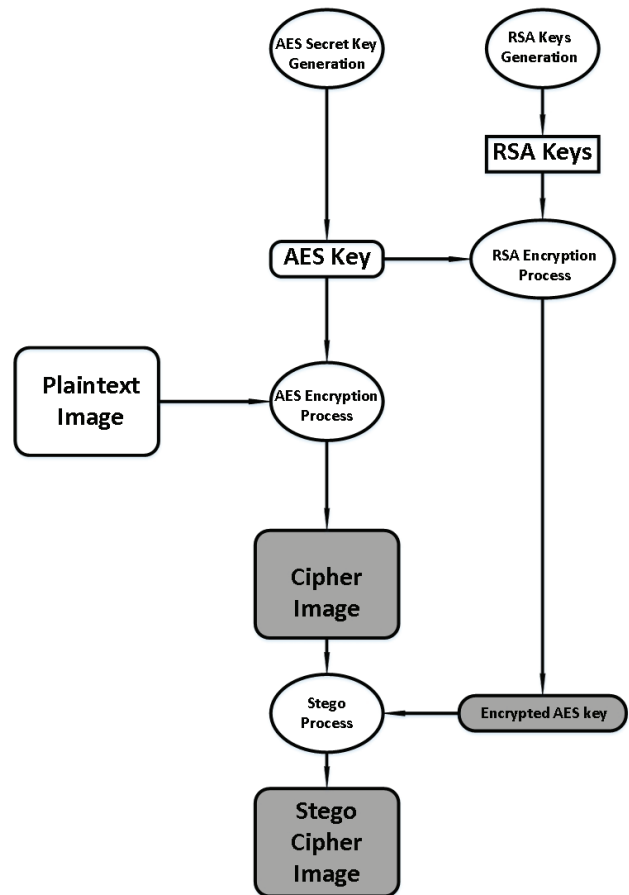 AES Secret Key
Generation
RSA Keys
Generation
RSA Keys
AES Key
RSA Encryption
Process
Plaintext
Image
AES Encryption
Process
Cipher
Image
Stego
Process
Encrypted AES key
Stego
Cipher
Image